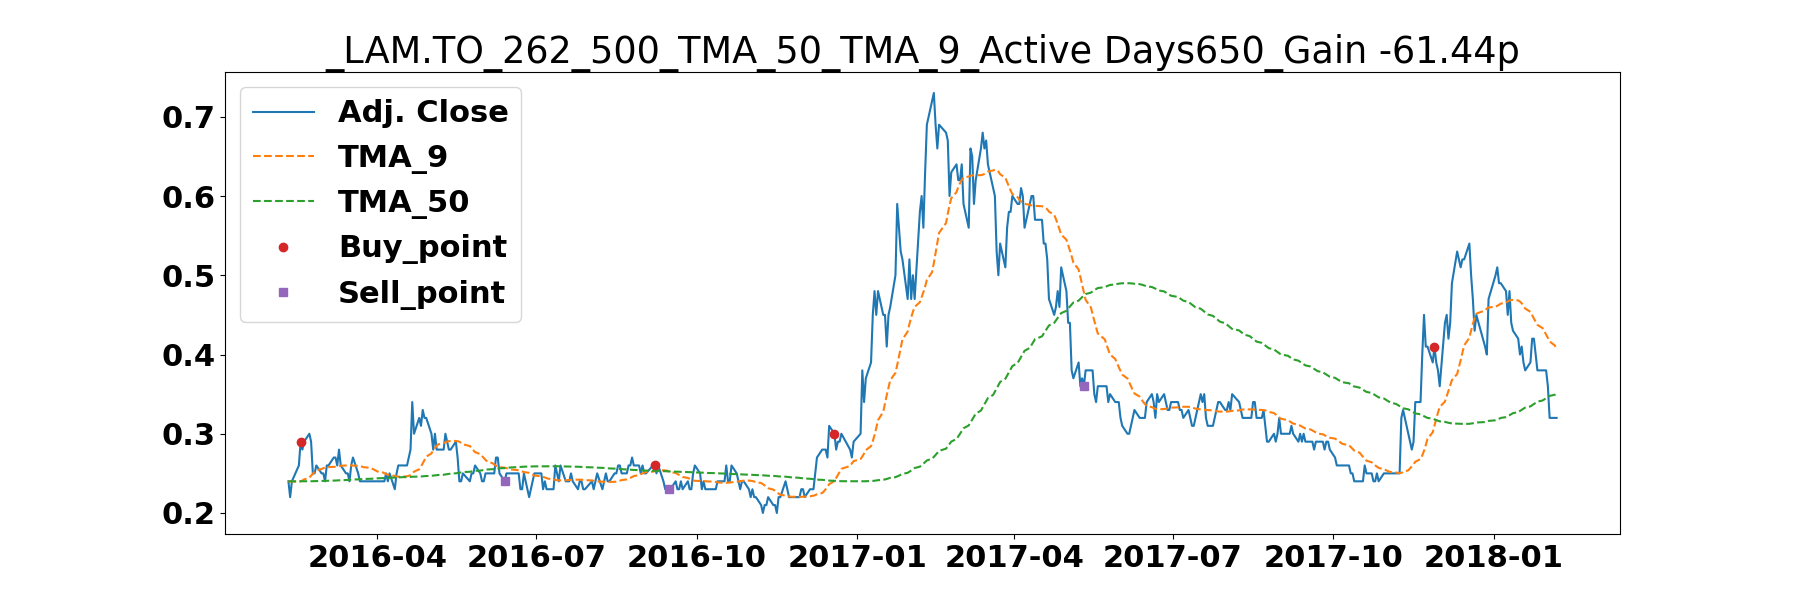 _LAM.TO_262_500_TMA_50_TMA_9_Active Days650_Gain -61.44p
Adj. Close
TMA_9
TMA_50
Buy_point
Sell_point
0.7
0.6
0.5
0.4
0.3
0.2
2016-04 2016-07 2016-10 2017-01 2017-04 2017-07 2017-10 2018-01